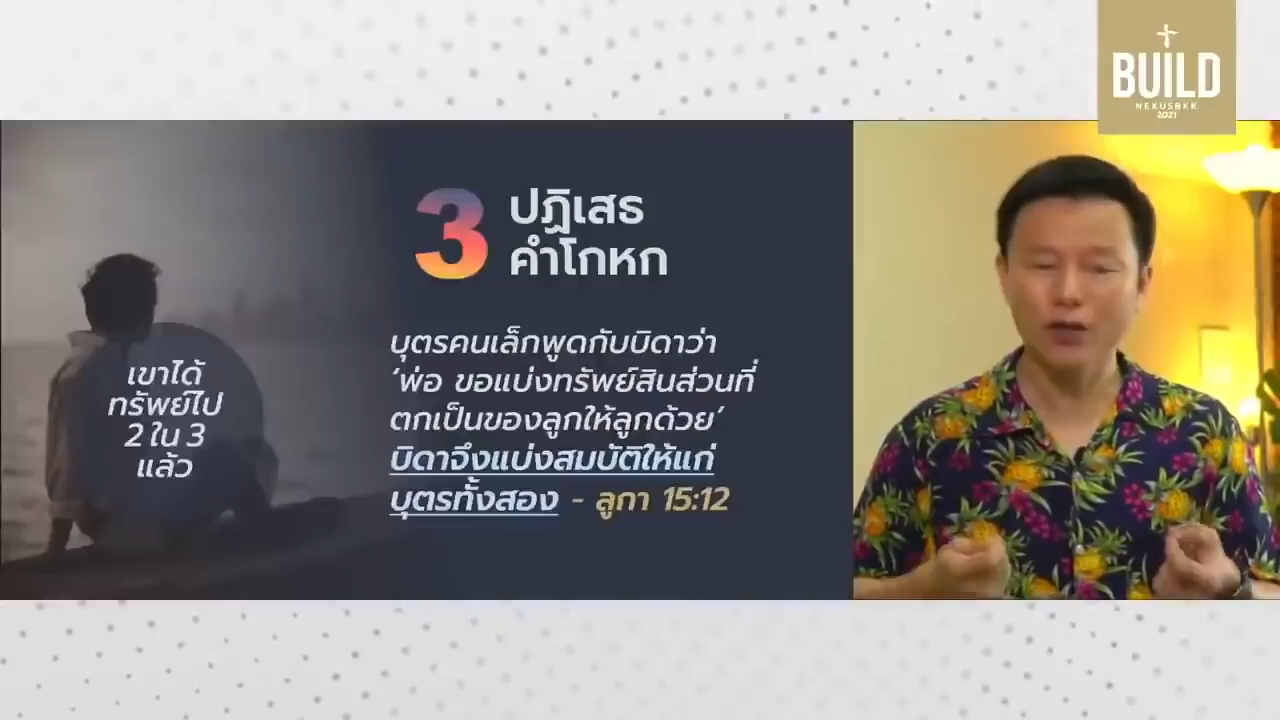 BUILD
NEXUSBKK
2021
3
ปฏิเสธ
คำโกหก
เขาได้
ทรัพย์ไป
2 ใน 3
แล้ว
บุตรคนเล็กพูดกับบิดาว่า
‘พ่อ ขอแบ่งทรัพย์สินส่วนที่
ตกเป็นของลูกให้ลูกด้วย’
บิดาจึงแบ่งสมบัติให้แก่
บุตรทั้งสอง - ลูกา 15:12